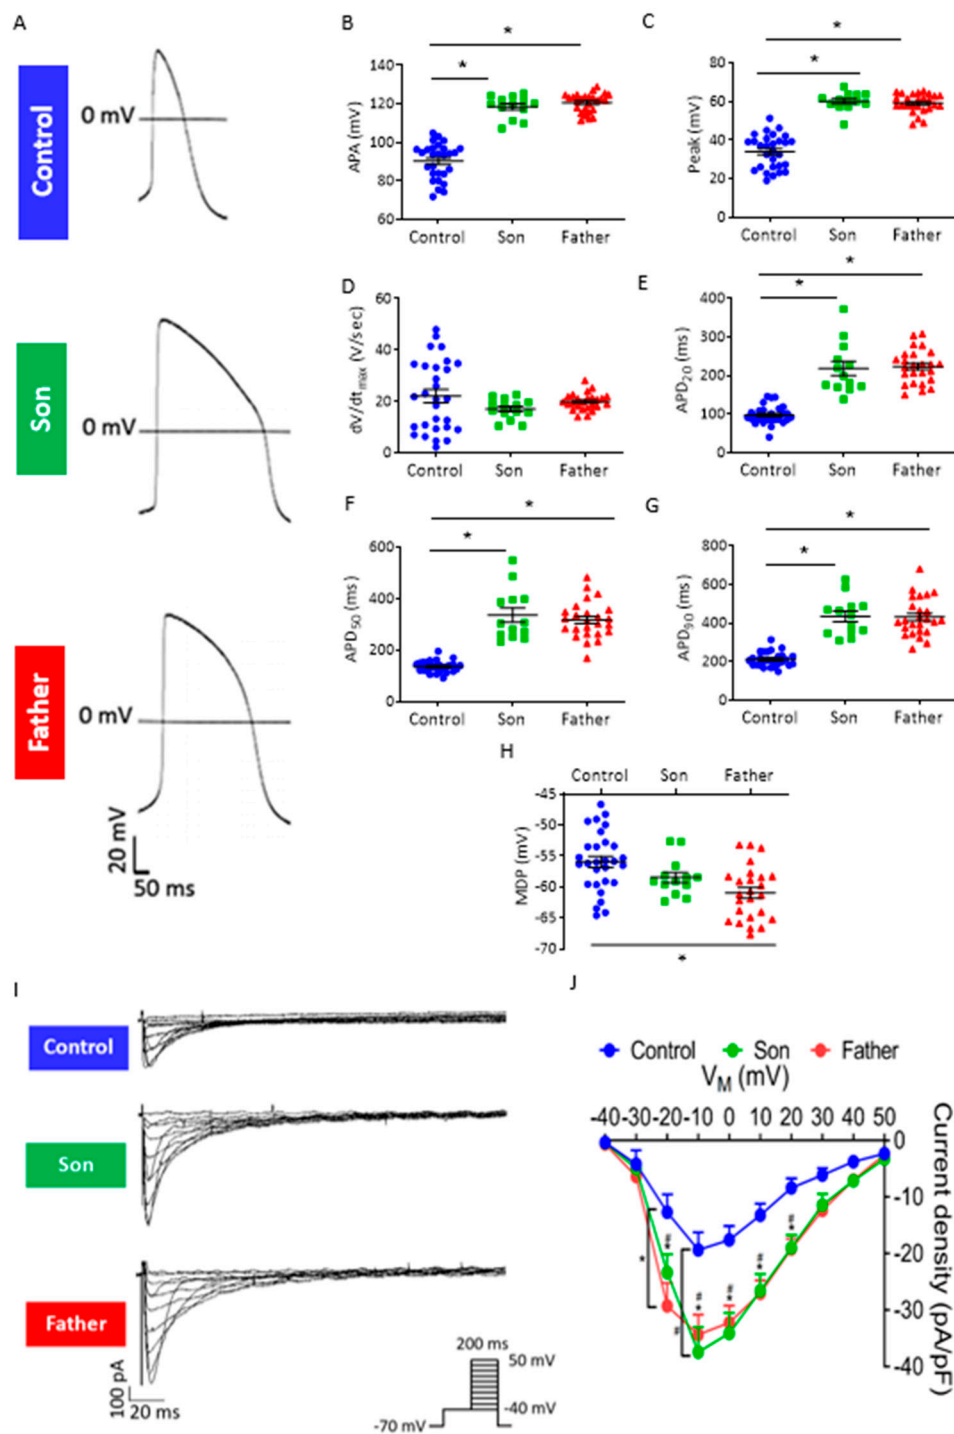 A
Control
0 mV
Son
0 mV
Father
0 mV
20 mV
50 ms
B
*
*
APA (mV)
140
120
100
80
60
Control Son Father
C
*
*
Peak (mV)
80
60
40
20
0
Control Son Father
D
dV/dtmax (V/sec)
60
40
20
0
Control Son Father
E
*
*
APD20 (ms)
400
300
200
100
0
Control Son Father
F
*
*
APD50 (ms)
600
400
200
0
Control Son Father
G
*
*
APD90 (ms)
800
600
400
200
0
Control Son Father
H
Control Son Father
MDP (mV)
-45
-50
-55
-60
-65
-70
*
I
Control
Son
Father
100 pA
20 ms
200 ms
50 mV
-40 mV
-70 mV
J
Control Son Father
VM (mV)
-40 -30 -20 -10 0 10 20 30 40 50
0
-10
-20
-30
-40
Current density (pA/pF)
*
*#
*#
*#
*#
*#